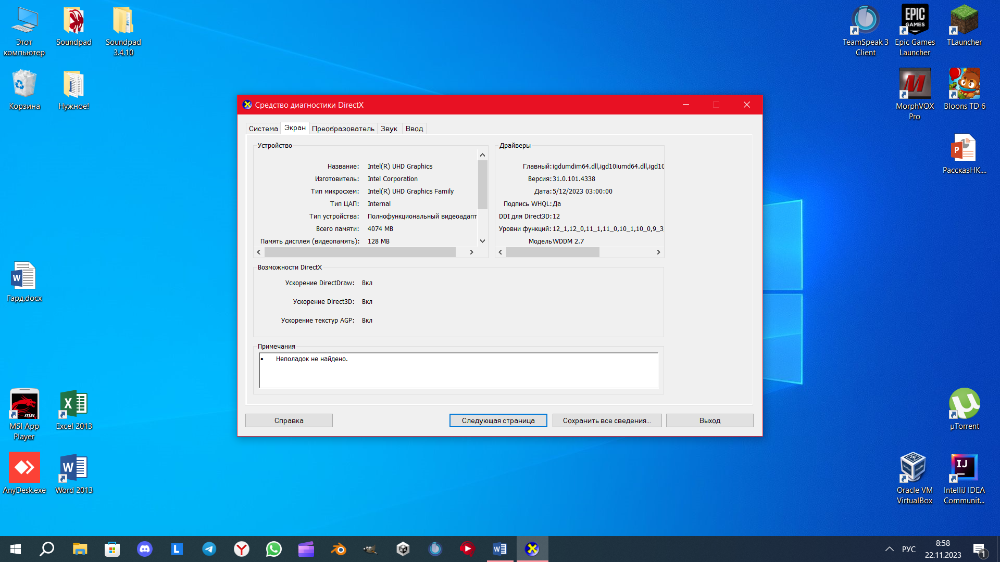 Этот
компьютер
Soundpad
Soundpad
3.4.10
TeamSpeak 3
Client
EPIC
GAMES
Epic Games
Launcher
TLauncher
Корзина
Нужное!
M
MorphVOX
Pro
Bloons TD 6
P
РассказНК....
W
Гард.docx
msi
MSI App
Player
X
Excel 2013
AnyDesk.exe
W
Word 2013
µ
µTorrent
Oracle VM
VirtualBox
IJ
IntelliJ IDEA
Communit...
Средство диагностики DirectX
Система
Экран
Преобразователь
Звук
Ввод
Устройство
Название: Intel(R) UHD Graphics
Изготовитель: Intel Corporation
Тип микросхем: Intel(R) UHD Graphics Family
Тип ЦАП: Internal
Тип устройства: Полнофункциональный видеоадапт
Всего памяти: 4074 MB
Память дисплея (видеопамять): 128 MB
Драйверы
Главный: igdumdim64.dll,igd10iumd64.dll,igd10
Версия: 31.0.101.4338
Дата: 5/12/2023 03:00:00
Подпись WHQL: Да
DDI для Direct3D: 12
Уровни функций: 12_1,12_0,11_1,11_0,10_1,10_0,9_3
Модель WDDM 2.7
Возможности DirectX
Ускорение DirectDraw: Вкл
Ускорение Direct3D: Вкл
Ускорение текстур AGP: Вкл
Примечания
• Неполадок не найдено.
Справка
Следующая страница
Сохранить все сведения...
Выход
L
Y
W
РУС
8:58
22.11.2023
1